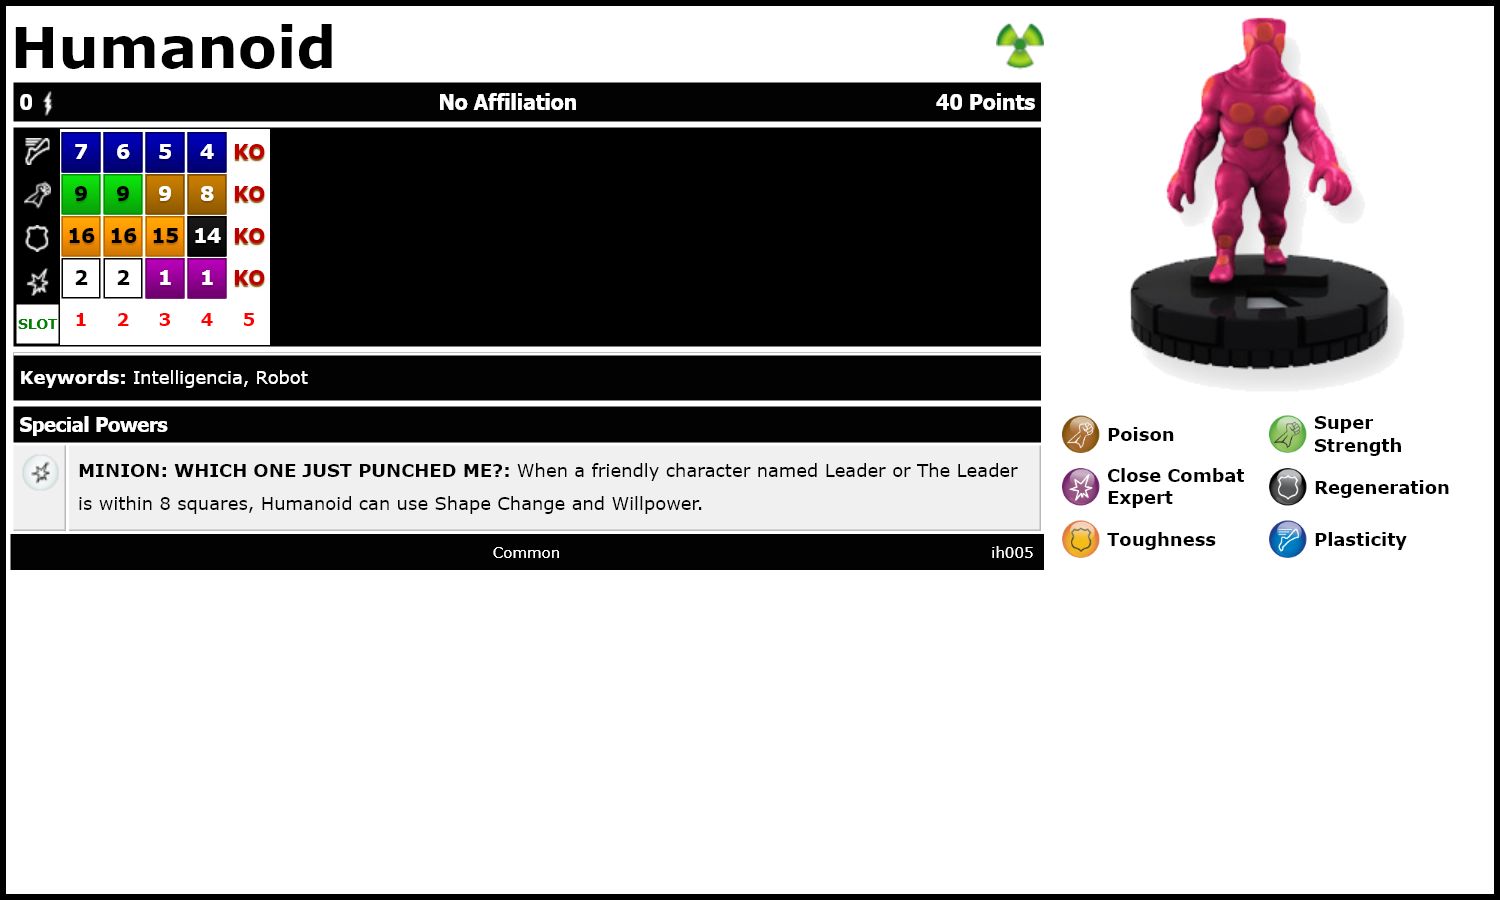 Humanoid
0 No Affiliation 40 Points
7 6 5 4 KO
9 9 9 8 KO
16 16 15 14 KO
2 2 1 1 KO
SLOT 1 2 3 4 5
Keywords: Intelligencia, Robot
Special Powers
MINION: WHICH ONE JUST PUNCHED ME?: When a friendly character named Leader or The Leader
is within 8 squares, Humanoid can use Shape Change and Willpower.
Common ih005
Poison
Super
Strength
Close Combat
Expert
Regeneration
Toughness
Plasticity